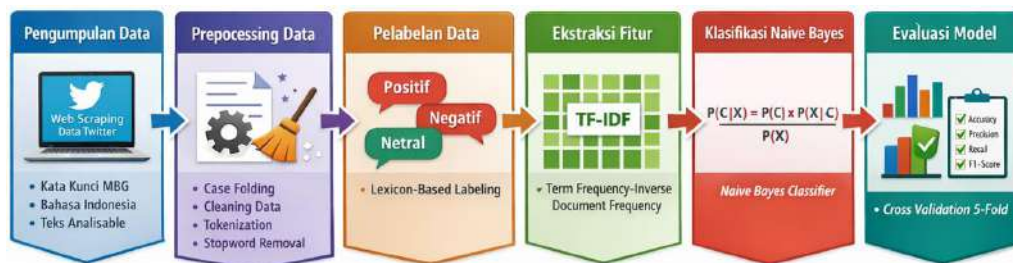 Pengumpulan Data
Web Scraping
Data Twitter
• Kata Kunci MBG
• Bahasa Indonesia
• Teks Analisable
Prepocessing Data
• Case Folding
• Cleaning Data
• Tokenization
• Stopword Removal
Pelabelan Data
Positif
Negatif
Netral
• Lexicon-Based Labeling
Ekstraksi Fitur
TF-IDF
• Term Frequency-Inverse
Document Frequency
Klasifikasi Naive Bayes
P(C|X) = P(C) x P(X|C)
P(X)
Naive Bayes Classifier
Evaluasi Model
Accuracy
Precision
Recall
F1-Score
• Cross Validation 5-Fold